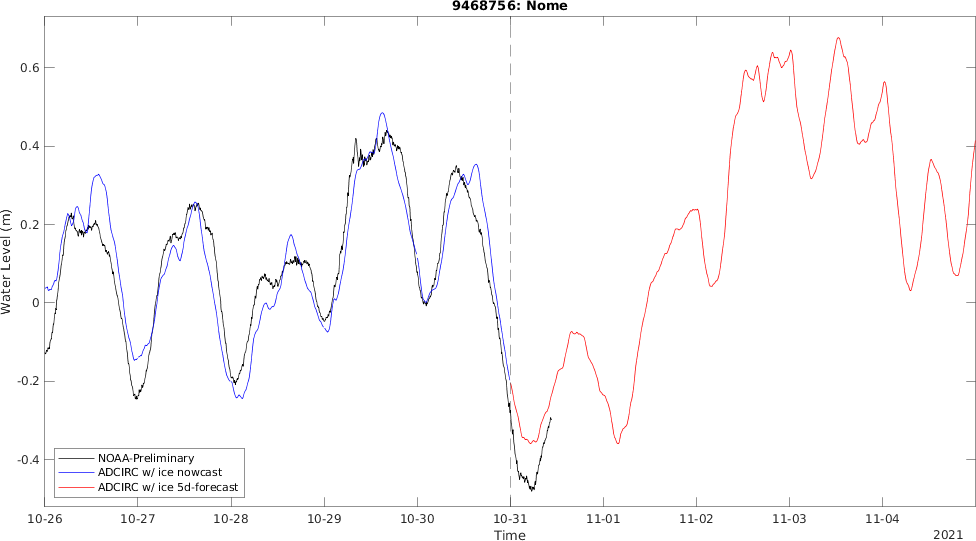 9468756: Nome
Water Level (m)
0.6
0.4
0.2
0
-0.2
-0.4
NOAA-Preliminary
ADCIRC w/ ice nowcast
ADCIRC w/ ice 5d-forecast
10-26 10-27 10-28 10-29 10-30 10-31 11-01 11-02 11-03 11-04
Time
2021